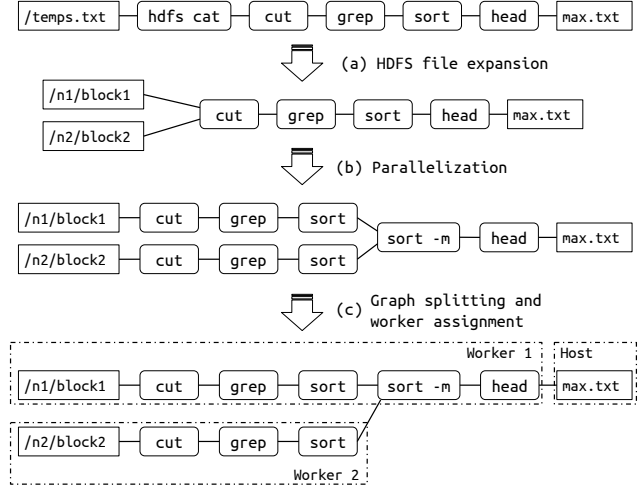 /temps.txt hdfs cat cut grep sort head max.txt
(a) HDFS file expansion
/n1/block1
/n2/block2
cut grep sort head max.txt
(b) Parallelization
/n1/block1 cut grep sort
sort -m head max.txt
/n2/block2 cut grep sort
(c) Graph splitting and
worker assignment
Worker 1 Host
/n1/block1 cut grep sort sort -m head max.txt
/n2/block2 cut grep sort
Worker 2